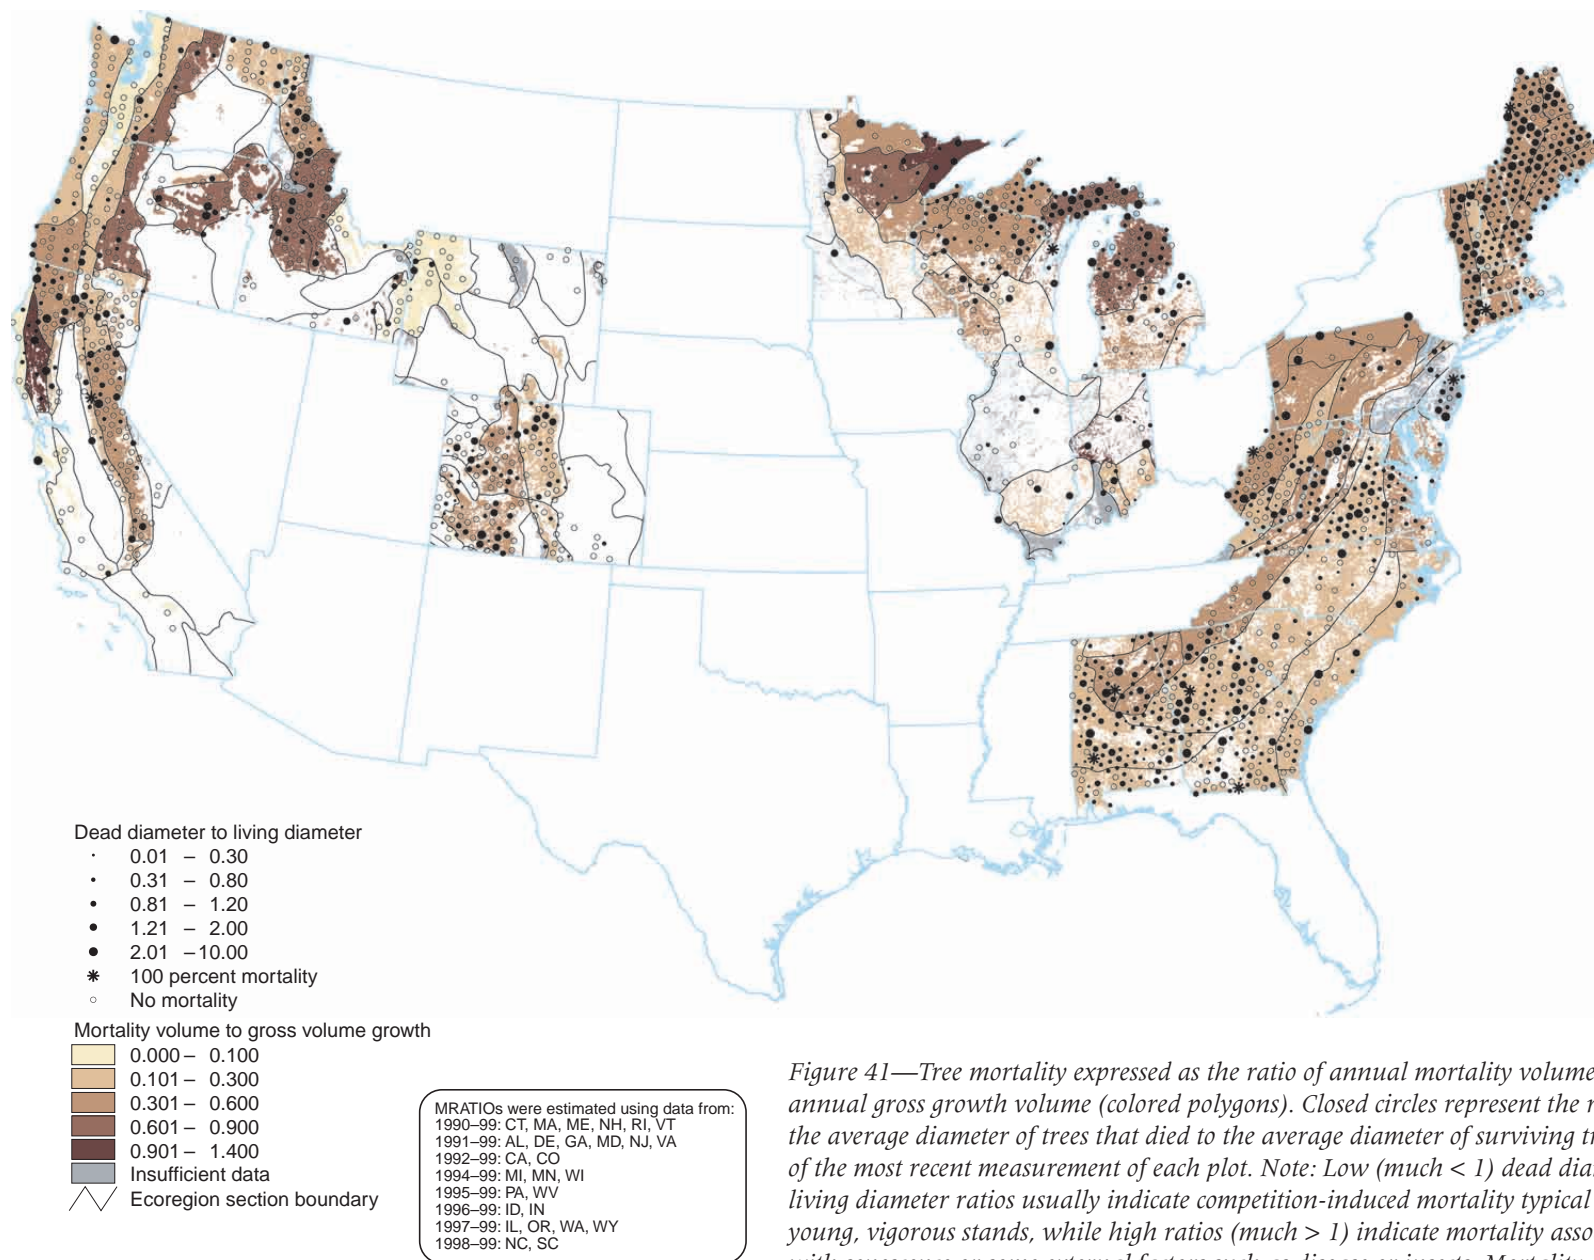 Dead diameter to living diameter
0.01 – 0.30
0.31 – 0.80
0.81 – 1.20
1.21 – 2.00
2.01 –10.00
100 percent mortality
No mortality
Mortality volume to gross volume growth
0.000 – 0.100
0.101 – 0.300
0.301 – 0.600
0.601 – 0.900
0.901 – 1.400
Insufficient data
Ecoregion section boundary
MRATIOs were estimated using data from:
1990–99: CT, MA, ME, NH, RI, VT
1991–99: AL, DE, GA, MD, NJ, VA
1992–99: CA, CO
1994–99: MI, MN, WI
1995–99: PA, WV
1996–99: ID, IN
1997–99: IL, OR, WA, WY
1998–99: NC, SC
Figure 41—Tree mortality expressed as the ratio of annual mortality volume
annual gross growth volume (colored polygons). Closed circles represent the
the average diameter of trees that died to the average diameter of surviving
of the most recent measurement of each plot. Note: Low (much < 1) dead
living diameter ratios usually indicate competition-induced mortality typical
young, vigorous stands, while high ratios (much > 1) indicate mortality